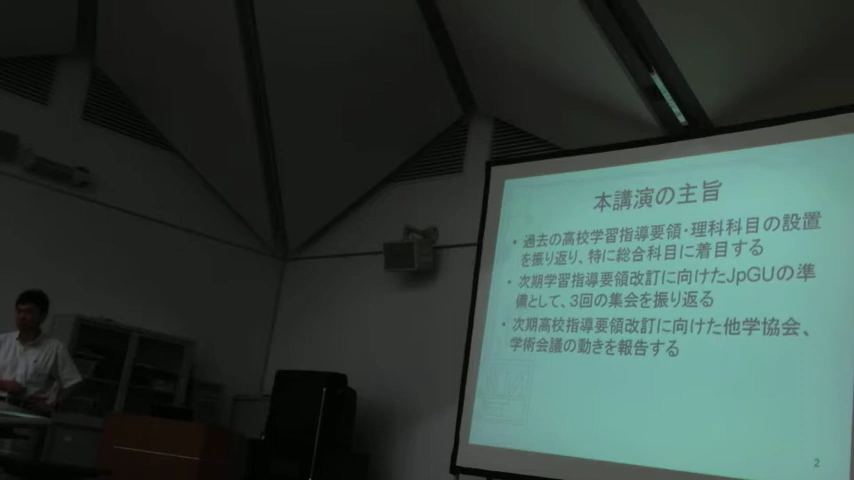 本講演の主旨
• 過去の高校学習指導要領・理科科目の設置
を振り返り、特に総合科目に着目する
• 次期学習指導要領改訂に向けたJpGUの準
備として、3回の集会を振り返る
• 次期高校指導要領改訂に向けた他学協会、
学術会議の動きを報告する
2